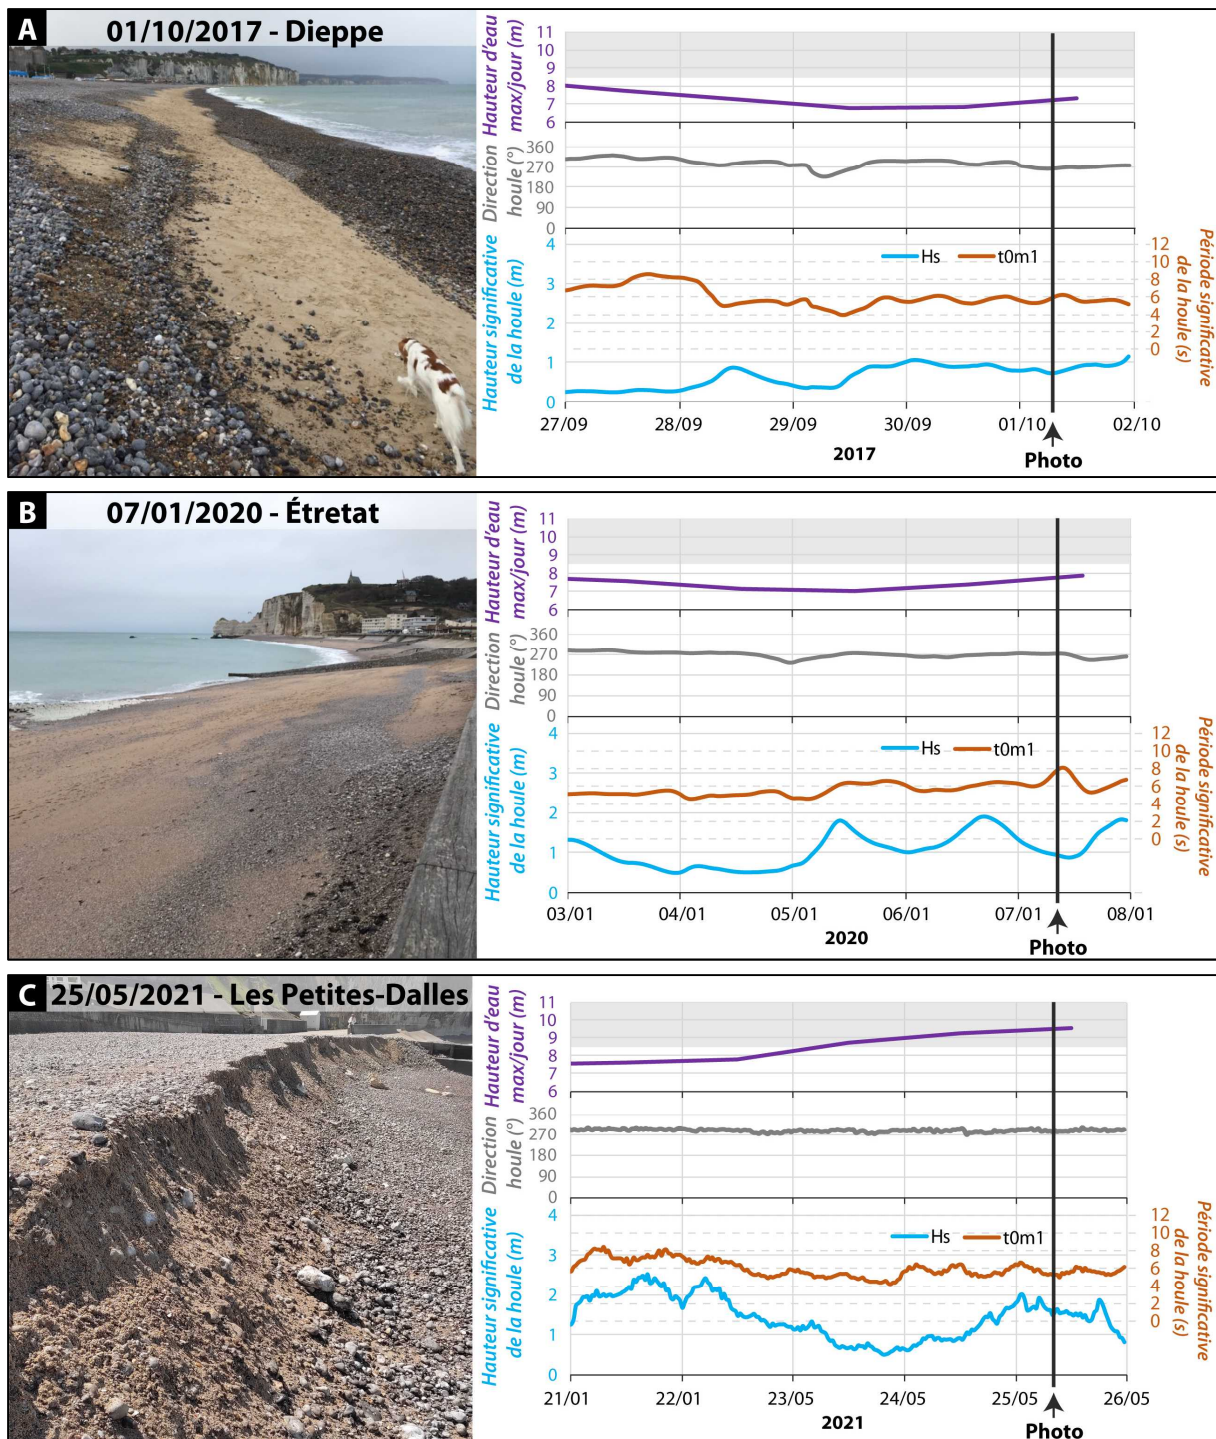 A 01/10/2017 - Dieppe
Hauteur d'eau
max/jour (m)
11
10
9
8
7
6
Direction
houle (°)
360
270
180
90
0
Hauteur significative
de la houle (m)
4
3
2
1
0
Hs t0m1
12
10
8
6
4
2
0
Période significative
de la houle (s)
27/09 28/09 29/09 30/09 01/10 02/10
2017
Photo
B 07/01/2020 - Étretat
Hauteur d'eau
max/jour (m)
11
10
9
8
7
6
Direction
houle (°)
360
270
180
90
0
Hauteur significative
de la houle (m)
4
3
2
1
0
Hs t0m1
12
10
8
6
4
2
0
Période significative
de la houle (s)
03/01 04/01 05/01 06/01 07/01 08/01
2020
Photo
C 25/05/2021 - Les Petites-Dalles
Hauteur d'eau
max/jour (m)
11
10
9
8
7
6
Direction
houle (°)
360
270
180
90
0
Hauteur significative
de la houle (m)
4
3
2
1
0
Hs t0m1
12
10
8
6
4
2
0
Période significative
de la houle (s)
21/01 22/01 23/05 24/05 25/05 26/05
2021
Photo